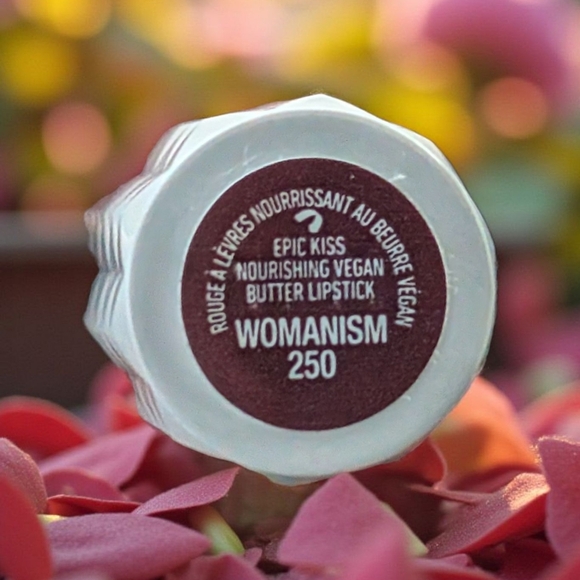 ROUGE À LÈVRES NOURRISSANT AU BEURRE VÉGAN
EPIC KISS
NOURISHING VEGAN
BUTTER LIPSTICK
WOMANISM
250